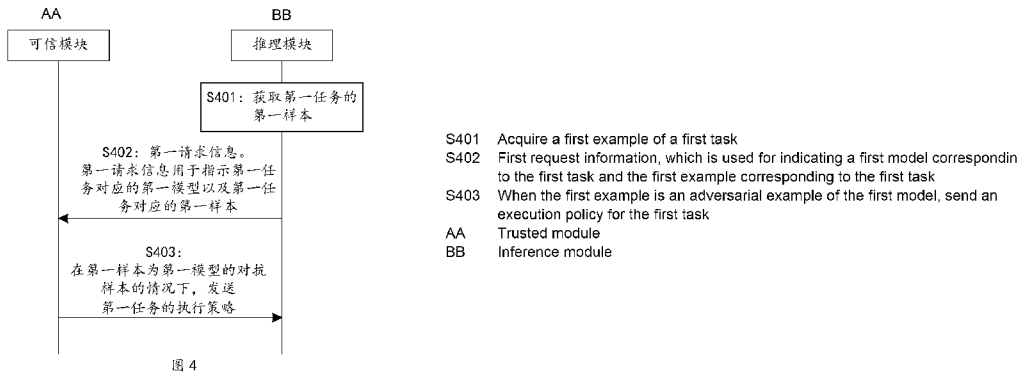 AA
BB
可信模块
推理模块
S401：获取第一任务的
第一样本
S402：第一请求信息。
第一请求信息用于指示第一任
务对应的第一模型以及第一任
务对应的第一样本
S403：
在第一样本为第一模型的对抗
样本的情况下，发送
第一任务的执行策略
图 4
S401 Acquire a first example of a first task
S402 First request information, which is used for indicating a first model correspondin
to the first task and the first example corresponding to the first task
S403 When the first example is an adversarial example of the first model, send an
execution policy for the first task
AA Trusted module
BB Inference module